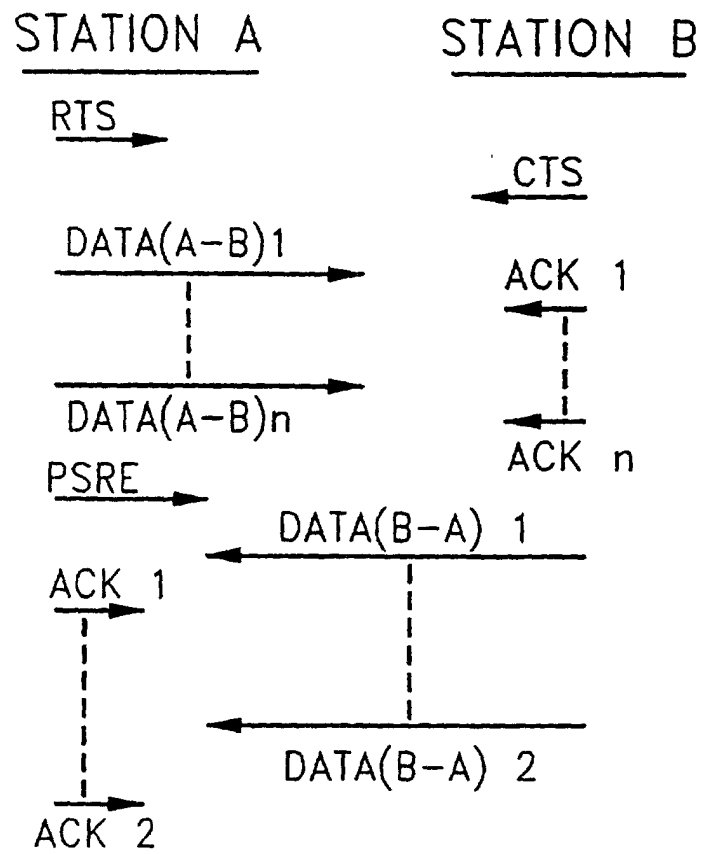 STATION A
STATION B
RTS
CTS
DATA(A-B)1
ACK 1
DATA(A-B)n
ACK n
PSRE
DATA(B-A) 1
ACK 1
DATA(B-A) 2
ACK 2